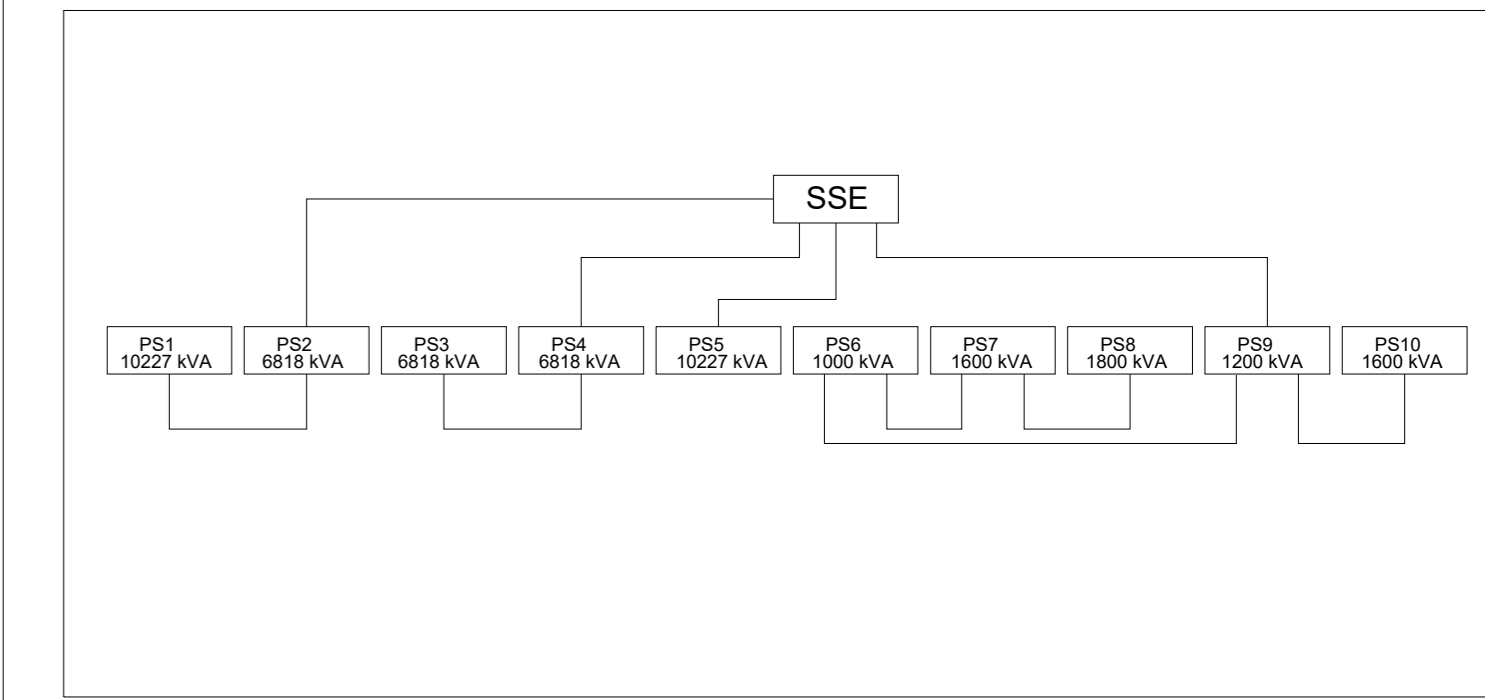 SSE
PS1
10227 kVA
PS2
6818 kVA
PS3
6818 kVA
PS4
6818 kVA
PS5
10227 kVA
PS6
1000 kVA
PS7
1600 kVA
PS8
1800 kVA
PS9
1200 kVA
PS10
1600 kVA